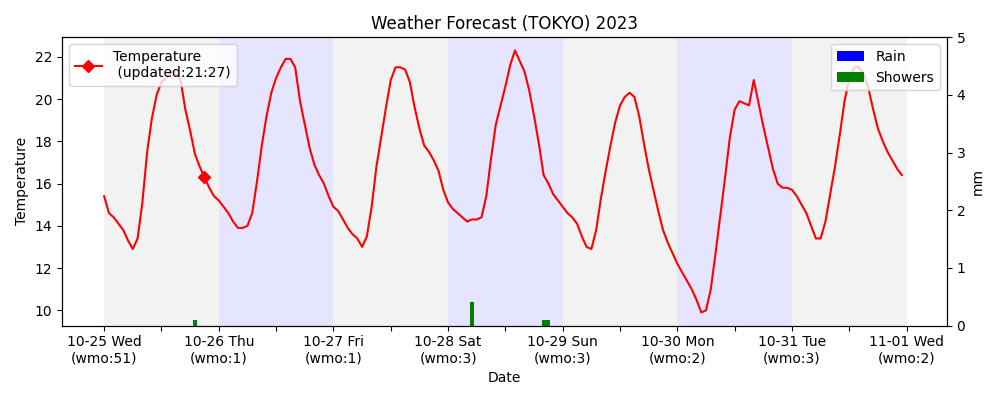 Weather Forecast (TOKYO) 2023
Temperature
(updated:21:27)
Rain
Showers
22
20
18
16
14
12
10
Temperature
5
4
3
2
1
0
mm
10-25 Wed
(wmo:51)
10-26 Thu
(wmo:1)
10-27 Fri
(wmo:1)
10-28 Sat
(wmo:3)
10-29 Sun
(wmo:3)
10-30 Mon
(wmo:2)
10-31 Tue
(wmo:3)
11-01 Wed
(wmo:2)
Date